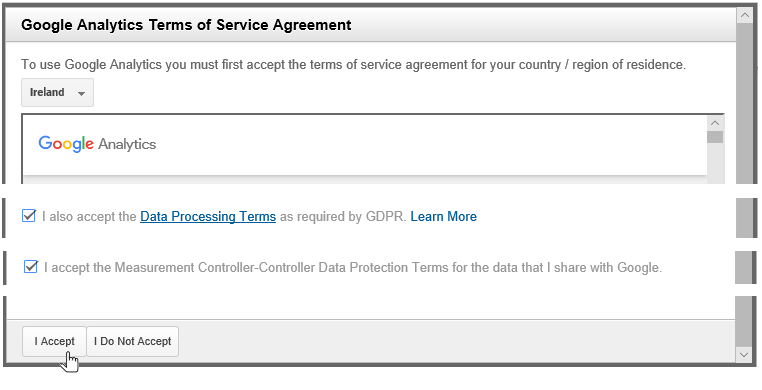 Google Analytics Terms of Service Agreement
To use Google Analytics you must first accept the terms of service agreement for your country / region of residence.
Ireland
Google Analytics
I also accept the Data Processing Terms as required by GDPR. Learn More
I accept the Measurement Controller-Controller Data Protection Terms for the data that I share with Google.
I Accept I Do Not Accept